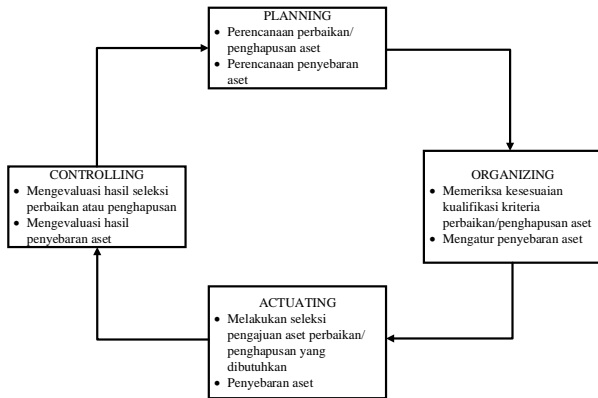 PLANNING
• Perencanaan perbaikan/
penghapusan aset
• Perencanaan penyebaran
aset
CONTROLLING
• Mengevaluasi hasil seleksi
perbaikan atau penghapusan
• Mengevaluasi hasil
penyebaran aset
ORGANIZING
• Memeriksa kesesuaian
kualifikasi kriteria
perbaikan/penghapusan aset
• Mengatur penyebaran aset
ACTUATING
• Melakukan seleksi
pengajuan aset perbaikan/
penghapusan yang
dibutuhkan
• Penyebaran aset